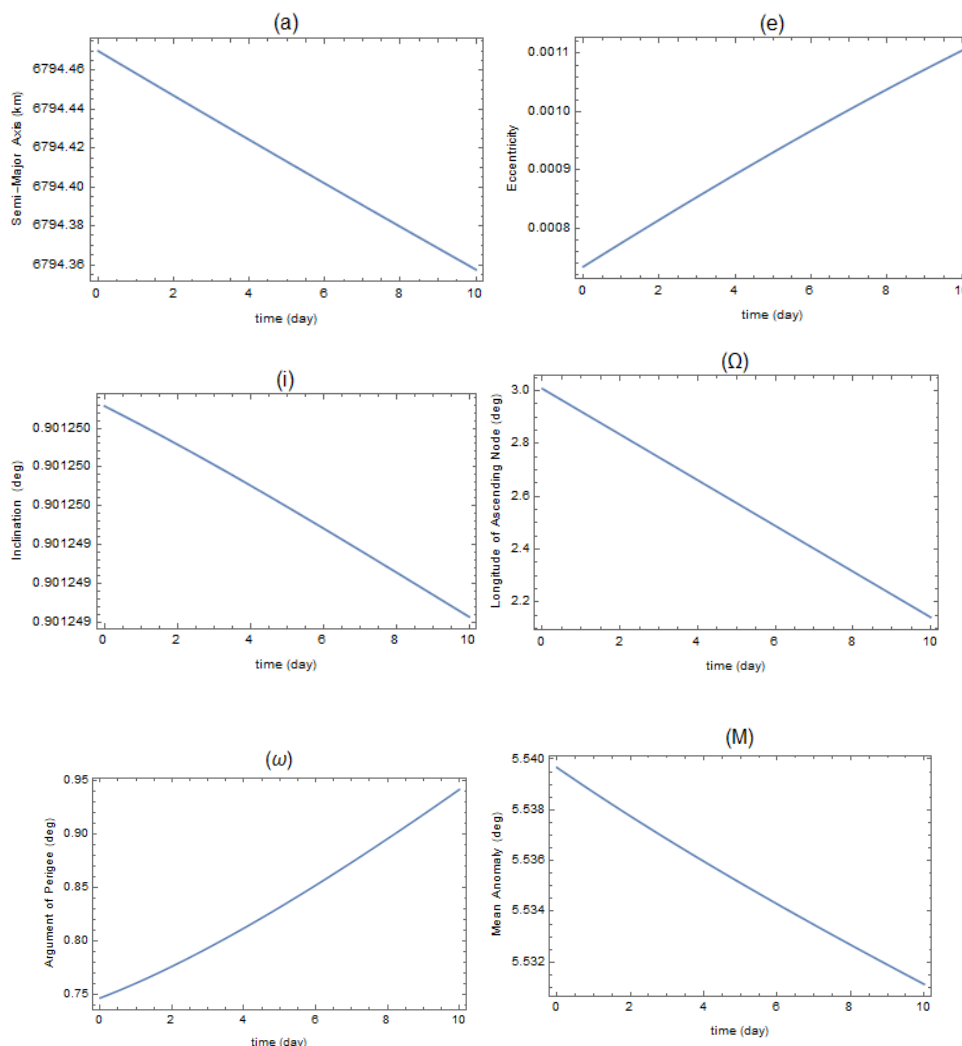 (a)
Semi-Major Axis (km)
6794.46
6794.44
6794.42
6794.40
6794.38
6794.36
0 2 4 6 8 10
time (day)
(e)
Eccentricity
0.0011
0.0010
0.0009
0.0008
0 2 4 6 8 10
time (day)
(i)
Inclination (deg)
0.901250
0.901250
0.901250
0.901249
0.901249
0.901249
0 2 4 6 8 10
time (day)
(Ω)
Longitude of Ascending Node (deg)
3.0
2.8
2.6
2.4
2.2
0 2 4 6 8 10
time (day)
(ω)
Argument of Perigee (deg)
0.95
0.90
0.85
0.80
0.75
0 2 4 6 8 10
time (day)
(M)
Mean Anomaly (deg)
5.540
5.538
5.536
5.534
5.532
0 2 4 6 8 10
time (day)